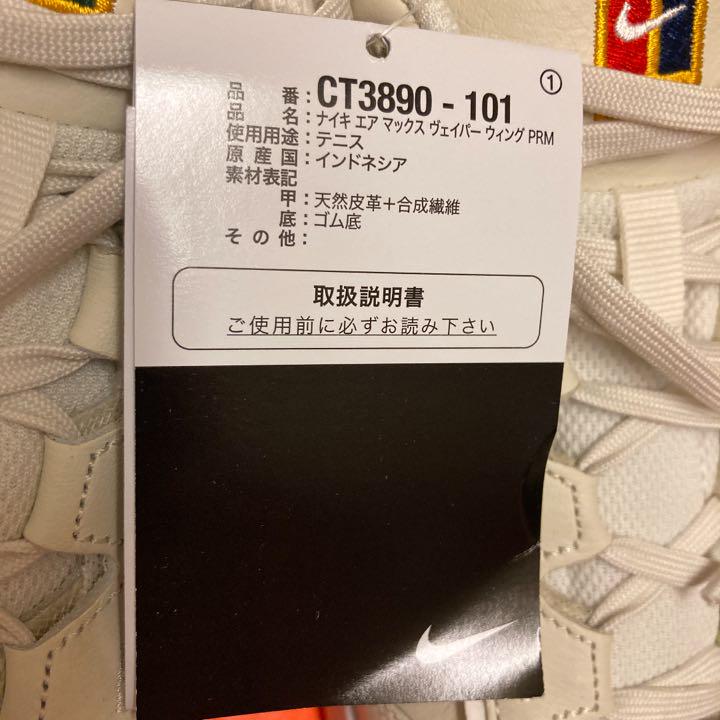 ①
品 番:CT3890 - 101
品 名:ナイキ エア マックス ヴェイパー ウィング PRM
使用用途:テニス
原 産 国:インドネシア
素材表記
甲:天然皮革+合成繊維
底:ゴム底
そ の 他:
取扱説明書
ご使用前に必ずお読み下さい